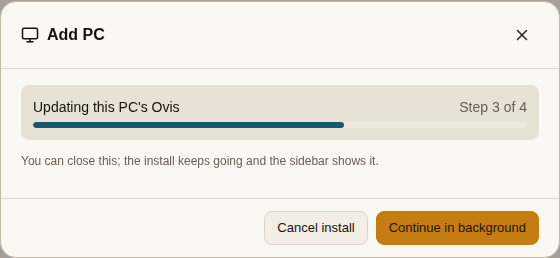 Add PC
Updating this PC's Ovis
Step 3 of 4
You can close this; the install keeps going and the sidebar shows it.
Cancel install
Continue in background